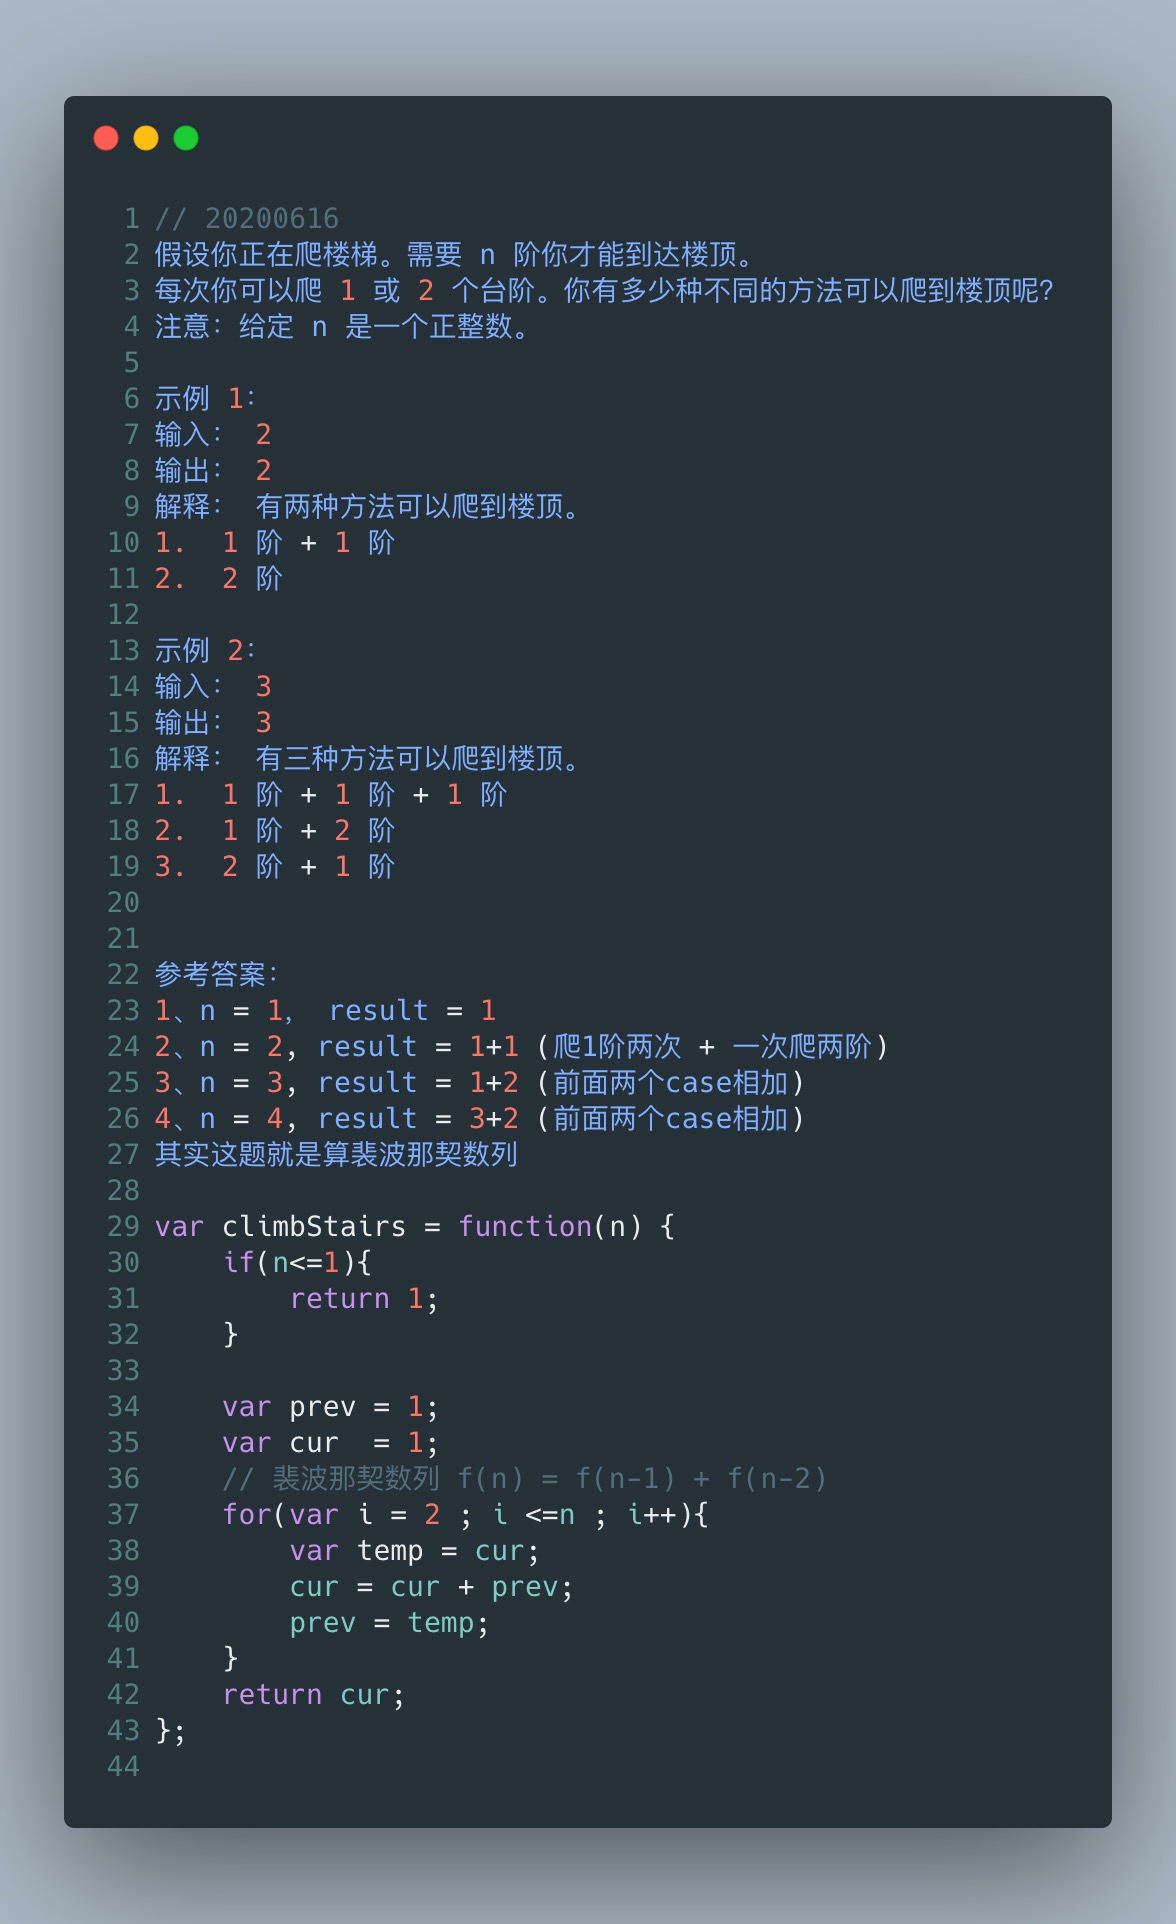 1 // 20200616
2 假设你正在爬楼梯。需要 n 阶你才能到达楼顶。
3 每次你可以爬 1 或 2 个台阶。你有多少种不同的方法可以爬到楼顶呢?
4 注意：给定 n 是一个正整数。
5
6 示例 1：
7 输入： 2
8 输出： 2
9 解释： 有两种方法可以爬到楼顶。
10 1.  1 阶 + 1 阶
11 2.  2 阶
12
13 示例 2：
14 输入： 3
15 输出： 3
16 解释： 有三种方法可以爬到楼顶。
17 1.  1 阶 + 1 阶 + 1 阶
18 2.  1 阶 + 2 阶
19 3.  2 阶 + 1 阶
20
21
22 参考答案：
23 1、n = 1， result = 1
24 2、n = 2, result = 1+1 (爬1阶两次 + 一次爬两阶)
25 3、n = 3, result = 1+2 (前面两个case相加)
26 4、n = 4, result = 3+2 (前面两个case相加)
27 其实这题就是算裴波那契数列
28
29 var climbStairs = function(n) {
30     if(n<=1){
31         return 1;
32     }
33
34     var prev = 1;
35     var cur  = 1;
36     // 裴波那契数列 f(n) = f(n-1) + f(n-2)
37     for(var i = 2 ; i <=n ; i++){
38         var temp = cur;
39         cur = cur + prev;
40         prev = temp;
41     }
42     return cur;
43 };
44